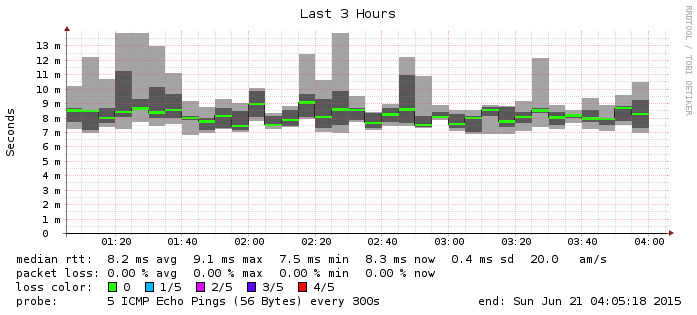 Last 3 Hours
RRDTOOL / TOBI OETIKER
Seconds
13 m
12 m
11 m
10 m
9 m
8 m
7 m
6 m
5 m
4 m
3 m
2 m
1 m
0
01:20 01:40 02:00 02:20 02:40 03:00 03:20 03:40 04:00
median rtt: 8.2 ms avg 9.1 ms max 7.5 ms min 8.3 ms now 0.4 ms sd 20.0 am/s
packet loss: 0.00 % avg 0.00 % max 0.00 % min 0.00 % now
loss color: 0 1/5 2/5 3/5 4/5
probe: 5 ICMP Echo Pings (56 Bytes) every 300s end: Sun Jun 21 04:05:18 2015